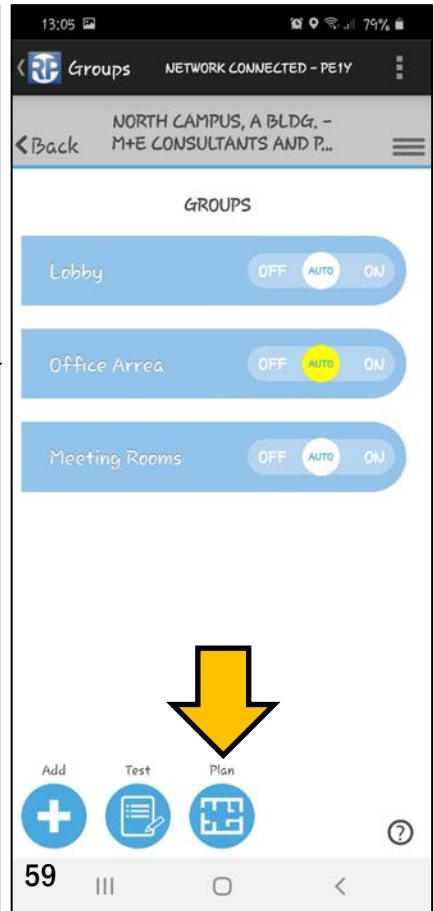 13:05 79%
RF Groups NETWORK CONNECTED - PE1Y
Back NORTH CAMPUS, A BLDG. -
M+E CONSULTANTS AND P...
GROUPS
Lobby OFF AUTO ON
Office Arrea OFF AUTO ON
Meeting Rooms OFF AUTO ON
Add Test Plan
?
59